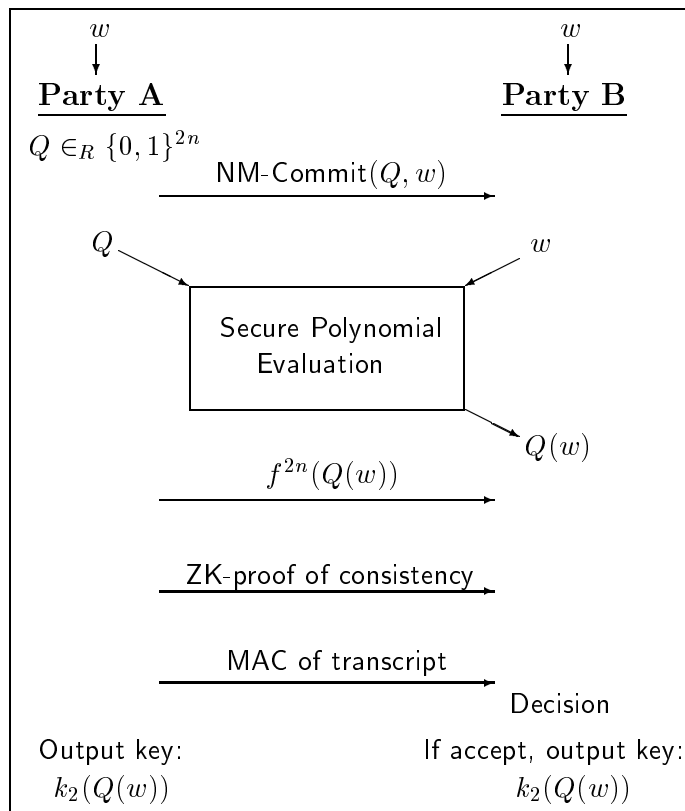 w w
Party A Party B
Q ∈_R {0, 1}^{2n}
NM-Commit(Q, w)
Q w
Secure Polynomial
Evaluation
Q(w)
f^{2n}(Q(w))
ZK-proof of consistency
MAC of transcript
Decision
Output key: If accept, output key:
k_2(Q(w)) k_2(Q(w))